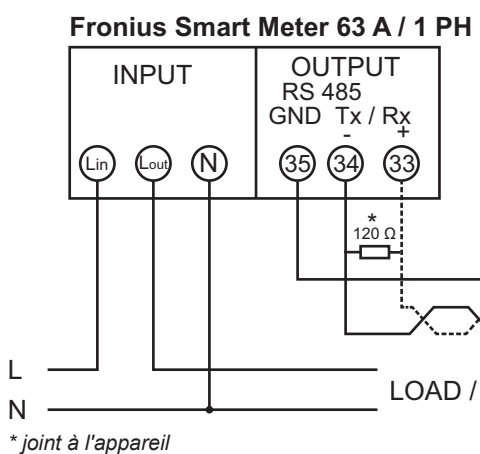 Fronius Smart Meter 63 A / 1 PH
INPUT
OUTPUT
RS 485
GND Tx / Rx
- +
Lin Lout N 35 34 33
*
120 Ω
L
N
LOAD /
* joint à l'appareil